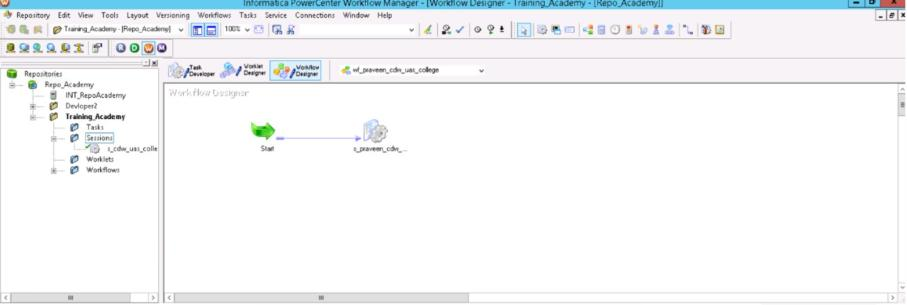 Informatica PowerCenter Workflow Manager - [Workflow Designer - Training_Academy - [Repo_Academy]]
Repository Edit View Tools Layout Versioning Workflows Tasks Service Connections Window Help
Training_Academy - [Repo_Academy] 100%
R D W M
Task Developer Worklet Designer Workflow Designer wf_praveen_cdw_uas_college
Repositories
Repo_Academy
INT_RepoAcademy
Devloper2
Training_Academy
Tasks
Sessions
s_cdw_uas_colle
Worklets
Workflows
Workflow Designer
Start
s_praveen_cdw_...